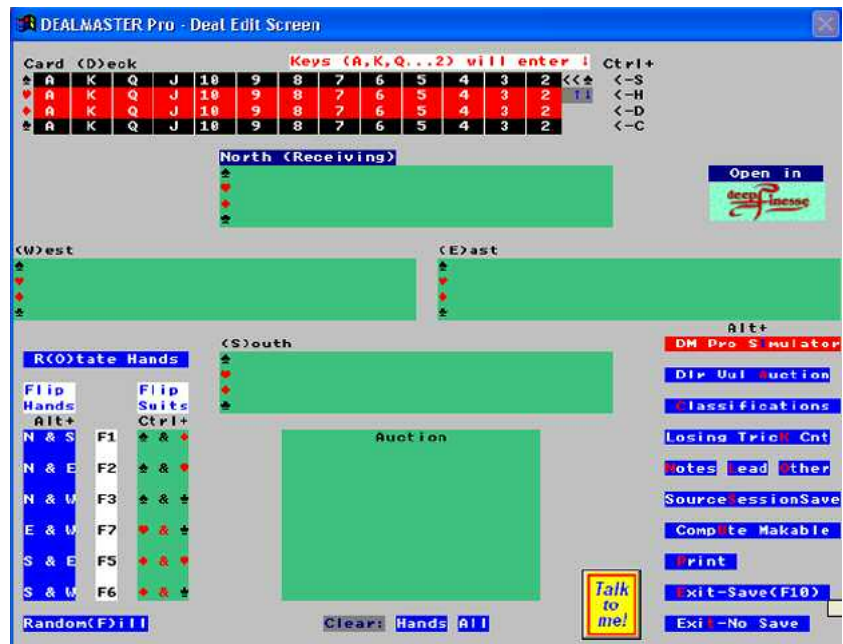 DEALMASTER Pro - Deal Edit Screen
Card (D)eck
Keys (A,K,Q...2) will enter ↓
Ctrl+
♠ A K Q J 10 9 8 7 6 5 4 3 2 <<♠ <-S
♥ A K Q J 10 9 8 7 6 5 4 3 2 ↑↓ <-H
♦ A K Q J 10 9 8 7 6 5 4 3 2 <-D
♣ A K Q J 10 9 8 7 6 5 4 3 2 <-C
North (Receiving)
♠
♥
♦
♣
Open in
deep finesse
(W)est
♠
♥
♦
♣
(E)ast
♠
♥
♦
♣
(S)outh
♠
♥
♦
♣
R(O)tate Hands
Flip Hands
Flip Suits
Alt+
Ctrl+
N & S F1 ♠ & ♦
N & E F2 ♠ & ♥
N & W F3 ♠ & ♣
E & W F7 ♥ & ♣
S & E F5 ♦ & ♥
S & W F6 ♦ & ♣
Random(F)ill
Auction
Clear: Hands All
Talk
to
me!
Alt+
DM Pro SImulator
Dlr Vul Auction
Classifications
Losing TricK Cnt
Notes Lead Other
SourceSessionSave
CompUte Makable
Print
Exit-Save(F10)
Exit-No Save